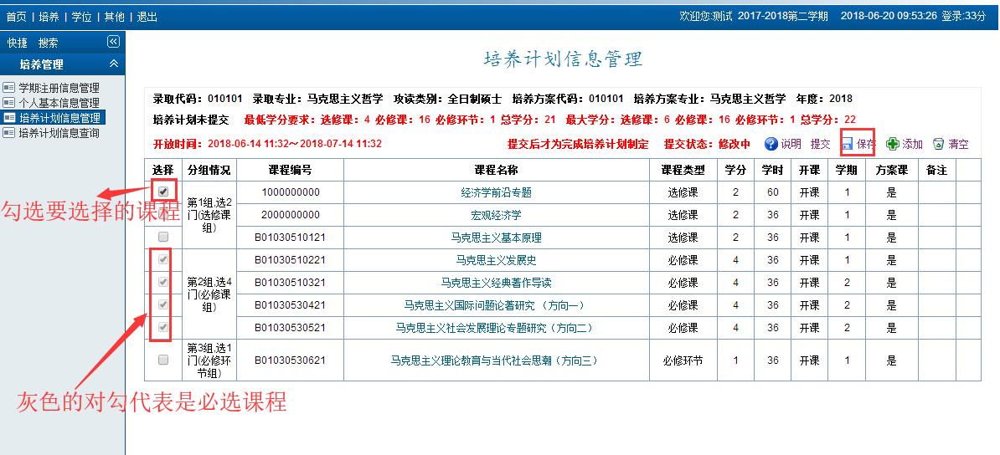 首页 | 培养 | 学位 | 其他 | 退出
欢迎您:测试 2017-2018第二学期 2018-06-20 09:53:26 登录:33分
快捷 搜索
培养管理
学期注册信息管理
个人基本信息管理
培养计划信息管理
培养计划信息查询
培养计划信息管理
录取代码: 010101 录取专业: 马克思主义哲学 攻读类别: 全日制硕士 培养方案代码: 010101 培养方案专业: 马克思主义哲学 年度: 2018
培养计划未提交 最低学分要求: 选修课: 4 必修课: 16 必修环节: 1 总学分: 21 最大学分: 选修课: 6 必修课: 16 必修环节: 1 总学分: 22
开放时间: 2018-06-14 11:32~2018-07-14 11:32 提交后才为完成培养计划制定 提交状态: 修改中 说明 提交 保存 添加 清空
选择 分组情况 课程编号 课程名称 课程类型 学分 学时 开课 学期 方案课 备注
第1组.选2门(选修课组)
1000000000 经济学前沿专题 选修课 2 60 开课 1 是
2000000000 宏观经济学 选修课 2 36 开课 1 是
B01030510121 马克思主义基本原理 选修课 2 36 开课 1 是
第2组.选4门(必修课组)
B01030510221 马克思主义发展史 必修课 4 36 开课 1 是
B01030510321 马克思主义经典著作导读 必修课 4 36 开课 2 是
B01030530421 马克思主义国际问题论著研究 (方向一) 必修课 4 36 开课 2 是
B01030530521 马克思主义社会发展理论专题研究(方向二) 必修课 4 36 开课 2 是
第3组.选1门(必修环节组)
B01030530621 马克思主义理论教育与当代社会思潮(方向三) 必修环节 1 36 开课 1 是
勾选要选择的课程
灰色的对勾代表是必选课程